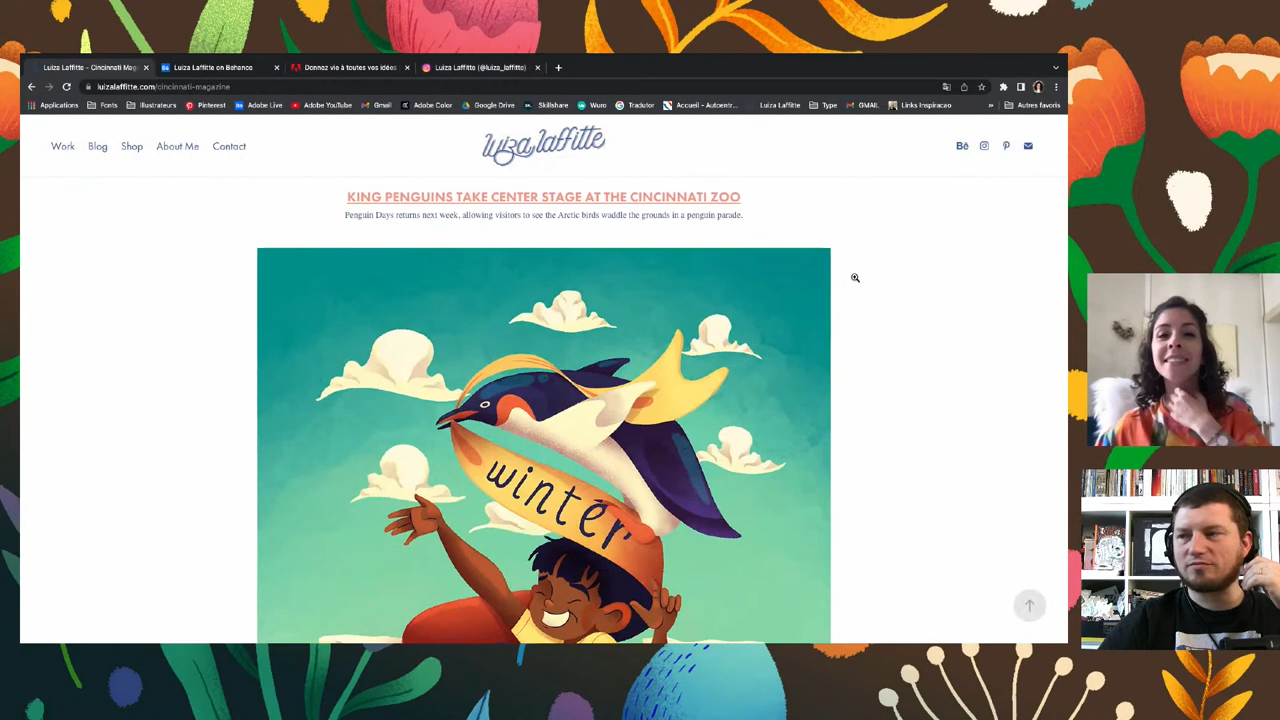 Luiza Laffitte – Cincinnati Mag
Luiza Laffitte on Behance
Donnez vie à toutes vos idées
Luiza Laffitte (@luiza_laffitte)
luizalaffitte.com/cincinnati-magazine
Applications
Fonts
Illustrateurs
Pinterest
Adobe Live
Adobe YouTube
Gmail
Adobe Color
Google Drive
Skillshare
Wuro
Tradutor
Accueil - Autoentr...
Luiza Laffitte
Type
GMAIL
Links Inspiracao
Autres favoris
Work
Blog
Shop
About Me
Contact
luiza laffitte
Bē
KING PENGUINS TAKE CENTER STAGE AT THE CINCINNATI ZOO
Penguin Days returns next week, allowing visitors to see the Arctic birds waddle the grounds in a penguin parade.
winter